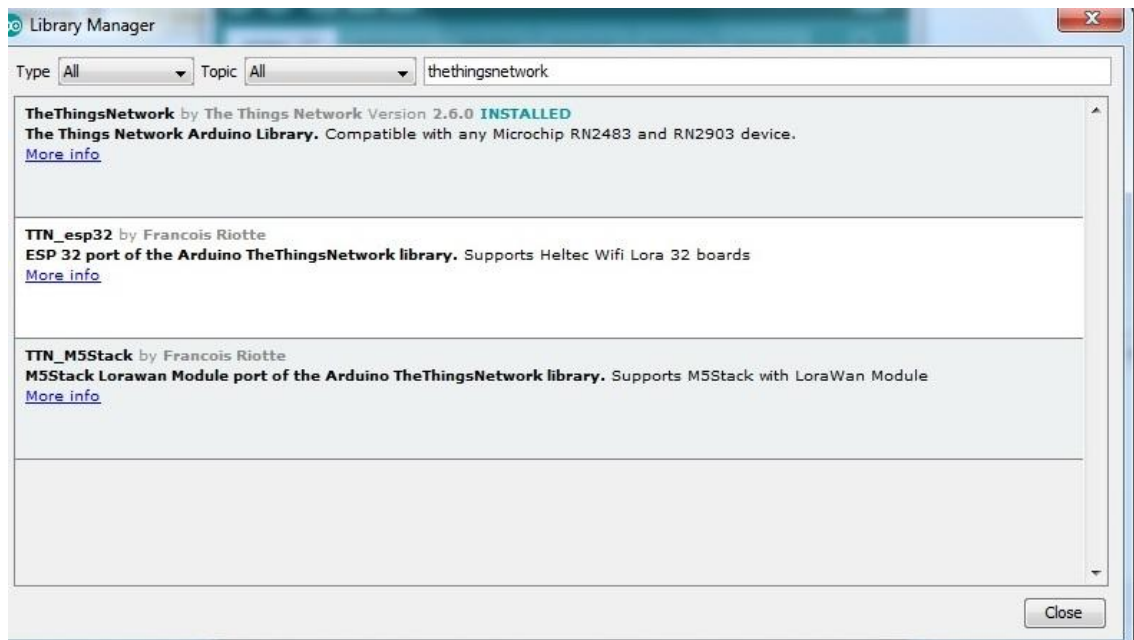 Library Manager
Type All Topic All thethingsnetwork
TheThingsNetwork by The Things Network Version 2.6.0 INSTALLED
The Things Network Arduino Library. Compatible with any Microchip RN2483 and RN2903 device.
More info
TTN_esp32 by Francois Riotte
ESP 32 port of the Arduino TheThingsNetwork library. Supports Heltec Wifi Lora 32 boards
More info
TTN_M5Stack by Francois Riotte
M5Stack Lorawan Module port of the Arduino TheThingsNetwork library. Supports M5Stack with LoraWan Module
More info
Close